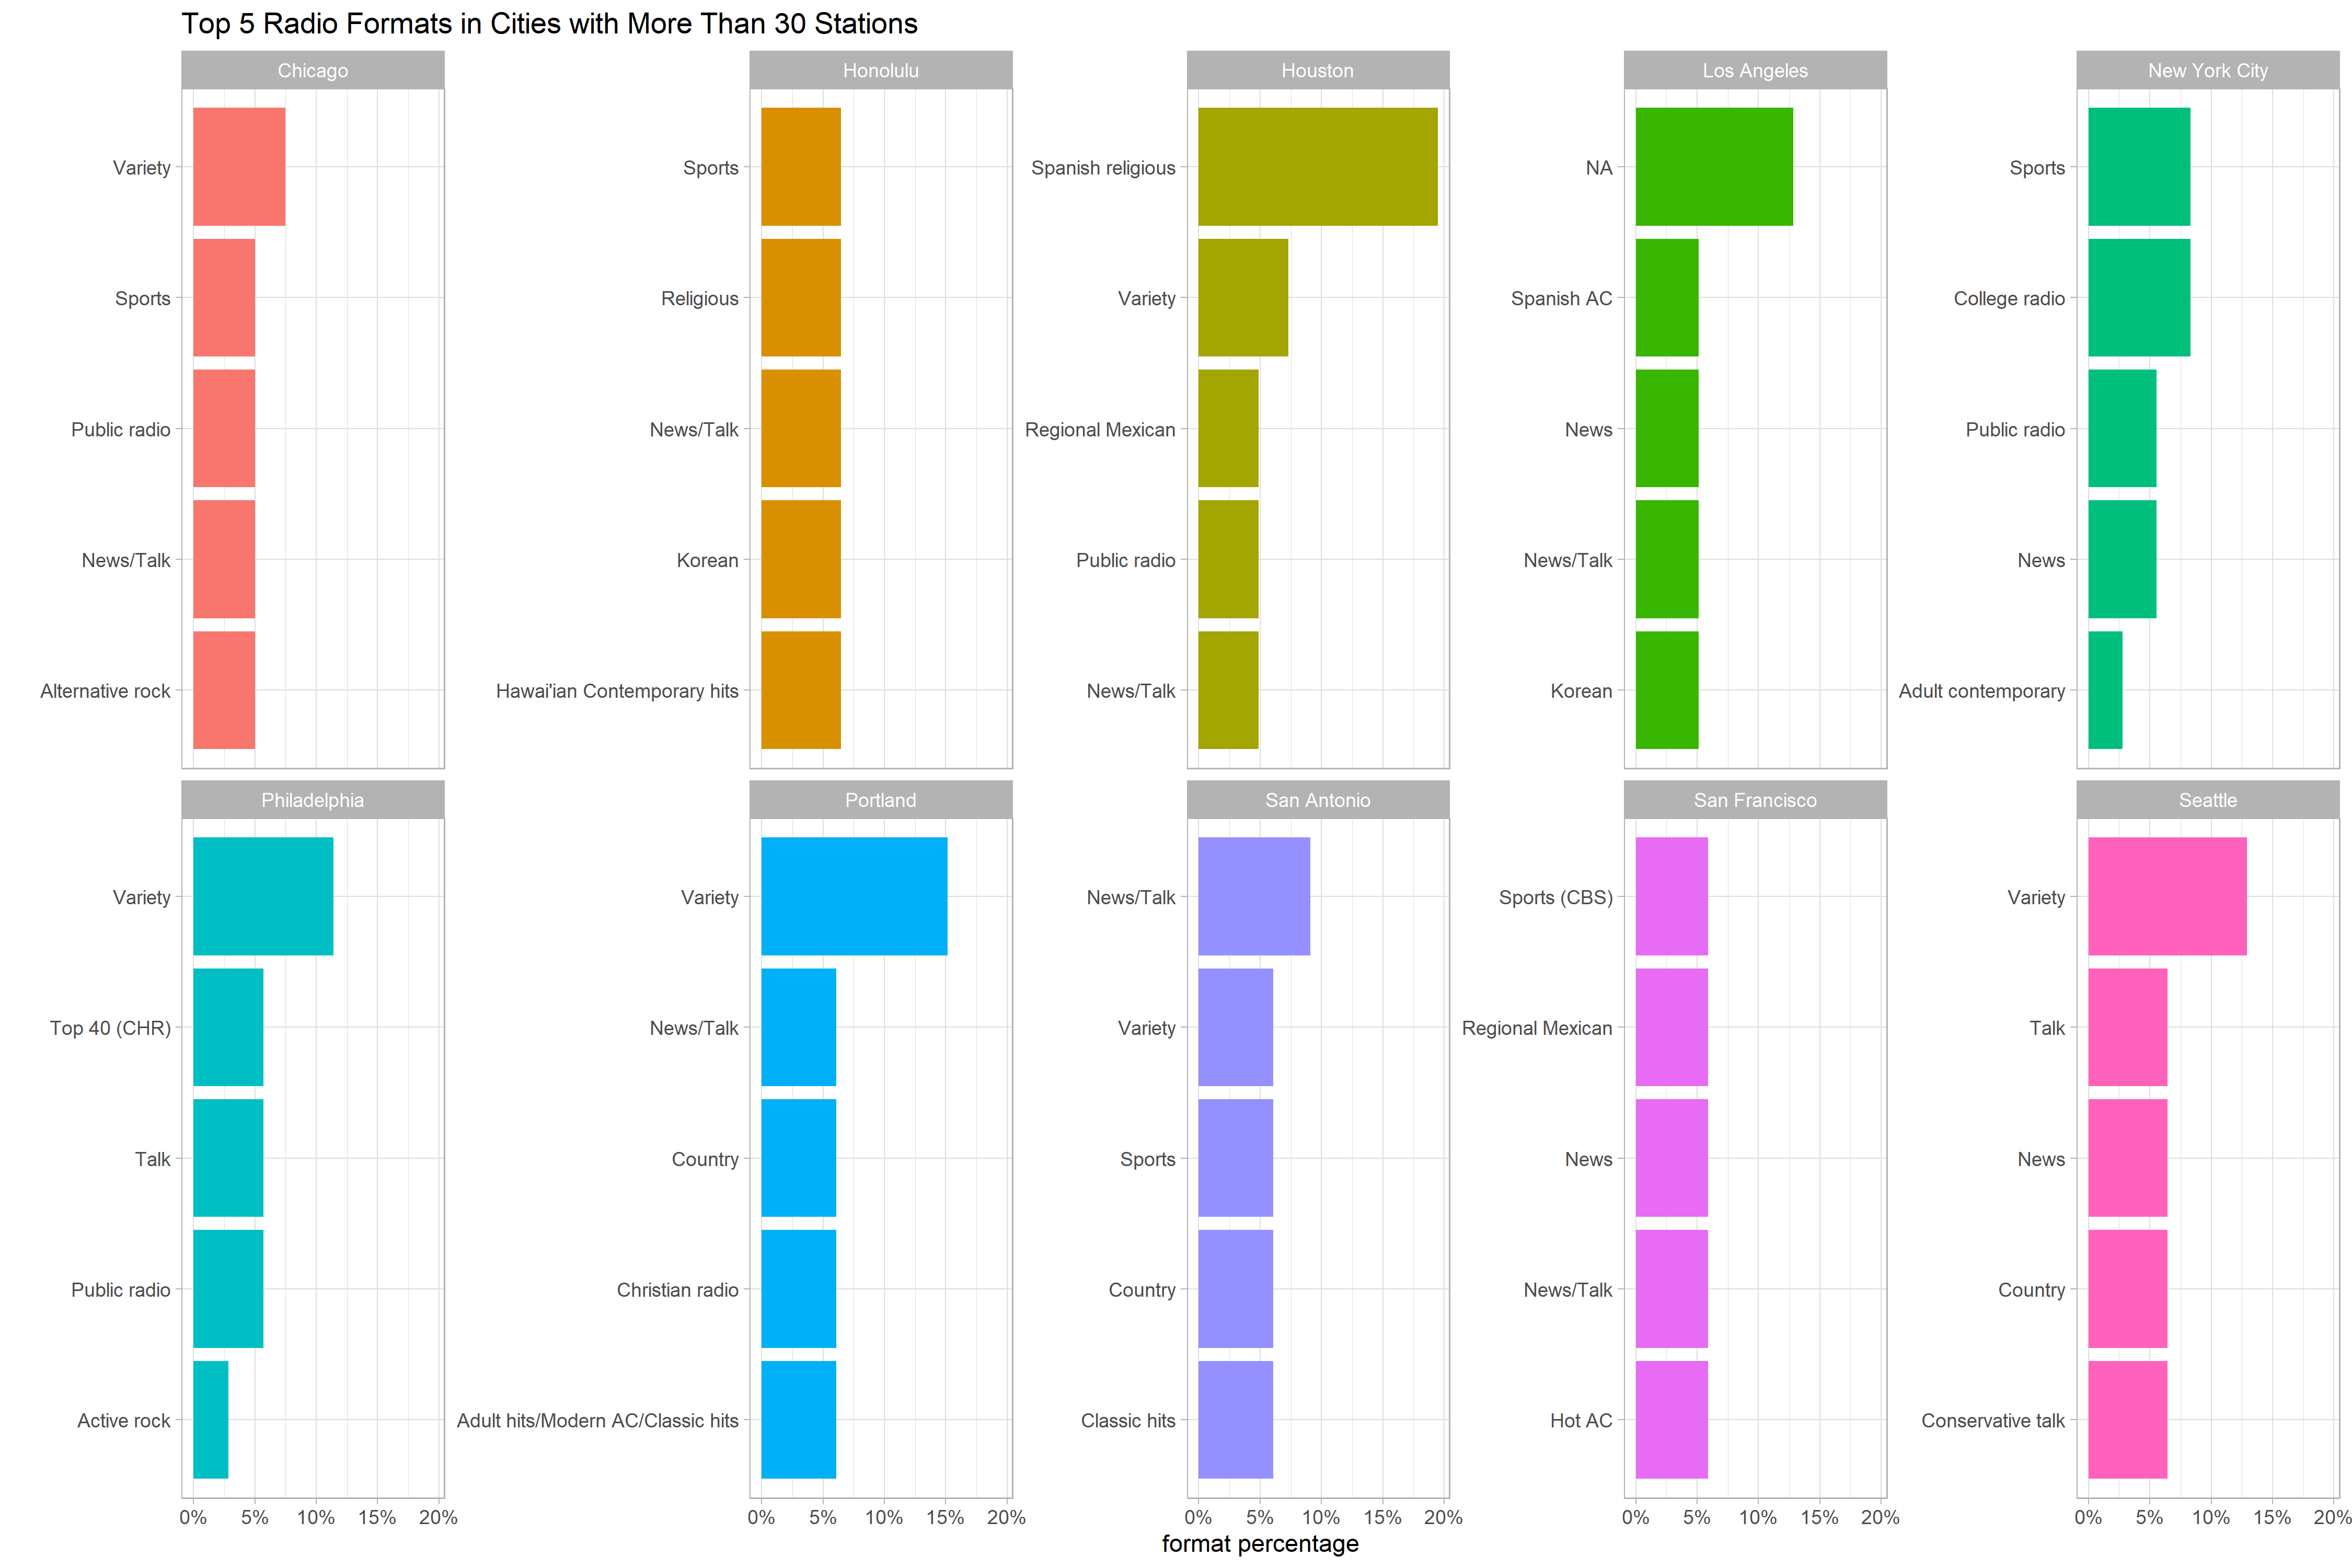 Top 5 Radio Formats in Cities with More Than 30 Stations
Chicago
Variety
Sports
Public radio
News/Talk
Alternative rock
Honolulu
Sports
Religious
News/Talk
Korean
Hawai'ian Contemporary hits
Houston
Spanish religious
Variety
Regional Mexican
Public radio
News/Talk
Los Angeles
NA
Spanish AC
News
News/Talk
Korean
New York City
Sports
College radio
Public radio
News
Adult contemporary
Philadelphia
Variety
Top 40 (CHR)
Talk
Public radio
Active rock
0% 5% 10% 15% 20%
Portland
Variety
News/Talk
Country
Christian radio
Adult hits/Modern AC/Classic hits
0% 5% 10% 15% 20%
San Antonio
News/Talk
Variety
Sports
Country
Classic hits
0% 5% 10% 15% 20%
San Francisco
Sports (CBS)
Regional Mexican
News
News/Talk
Hot AC
0% 5% 10% 15% 20%
Seattle
Variety
Talk
News
Country
Conservative talk
0% 5% 10% 15% 20%
format percentage